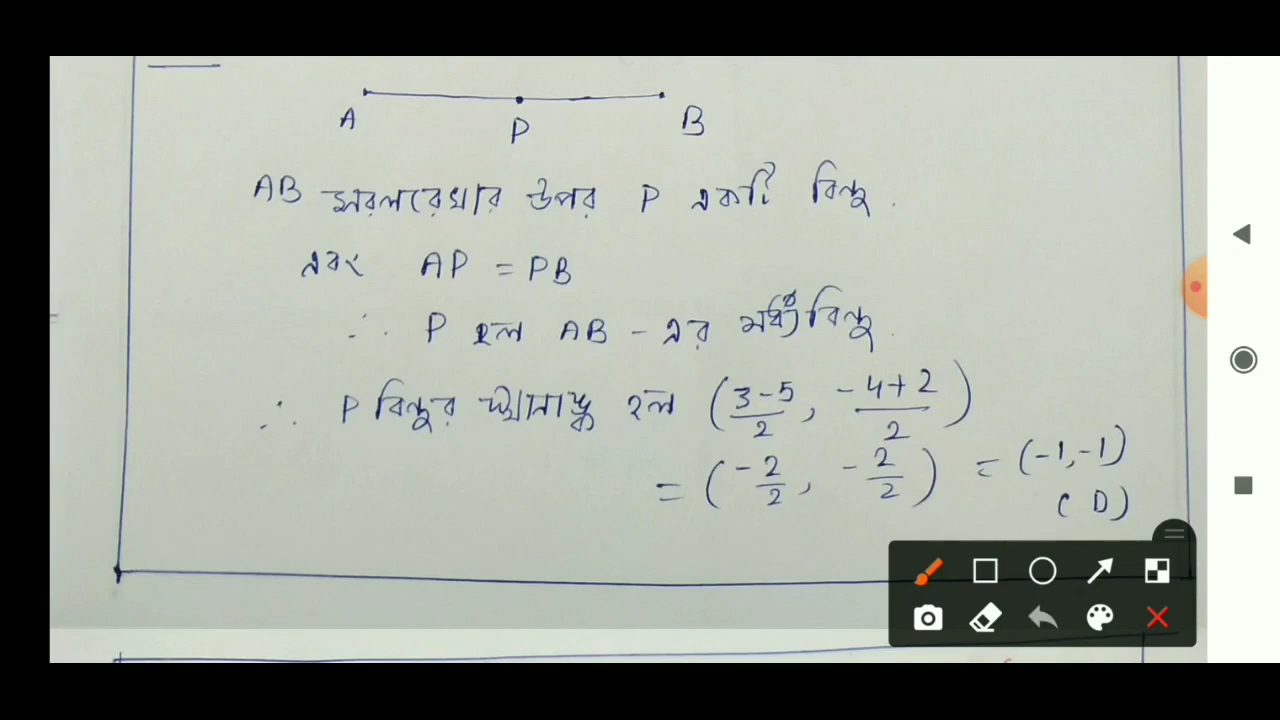 A P B
AB সরলরেখার উপর P একটি বিন্দু.
এবং AP = PB
∴ P হল AB - এর মধ্যবিন্দু.
∴ P বিন্দুর স্থানাঙ্ক হল (3-5/2, -4+2/2)
= (-2/2, -2/2) = (-1,-1)
(D)